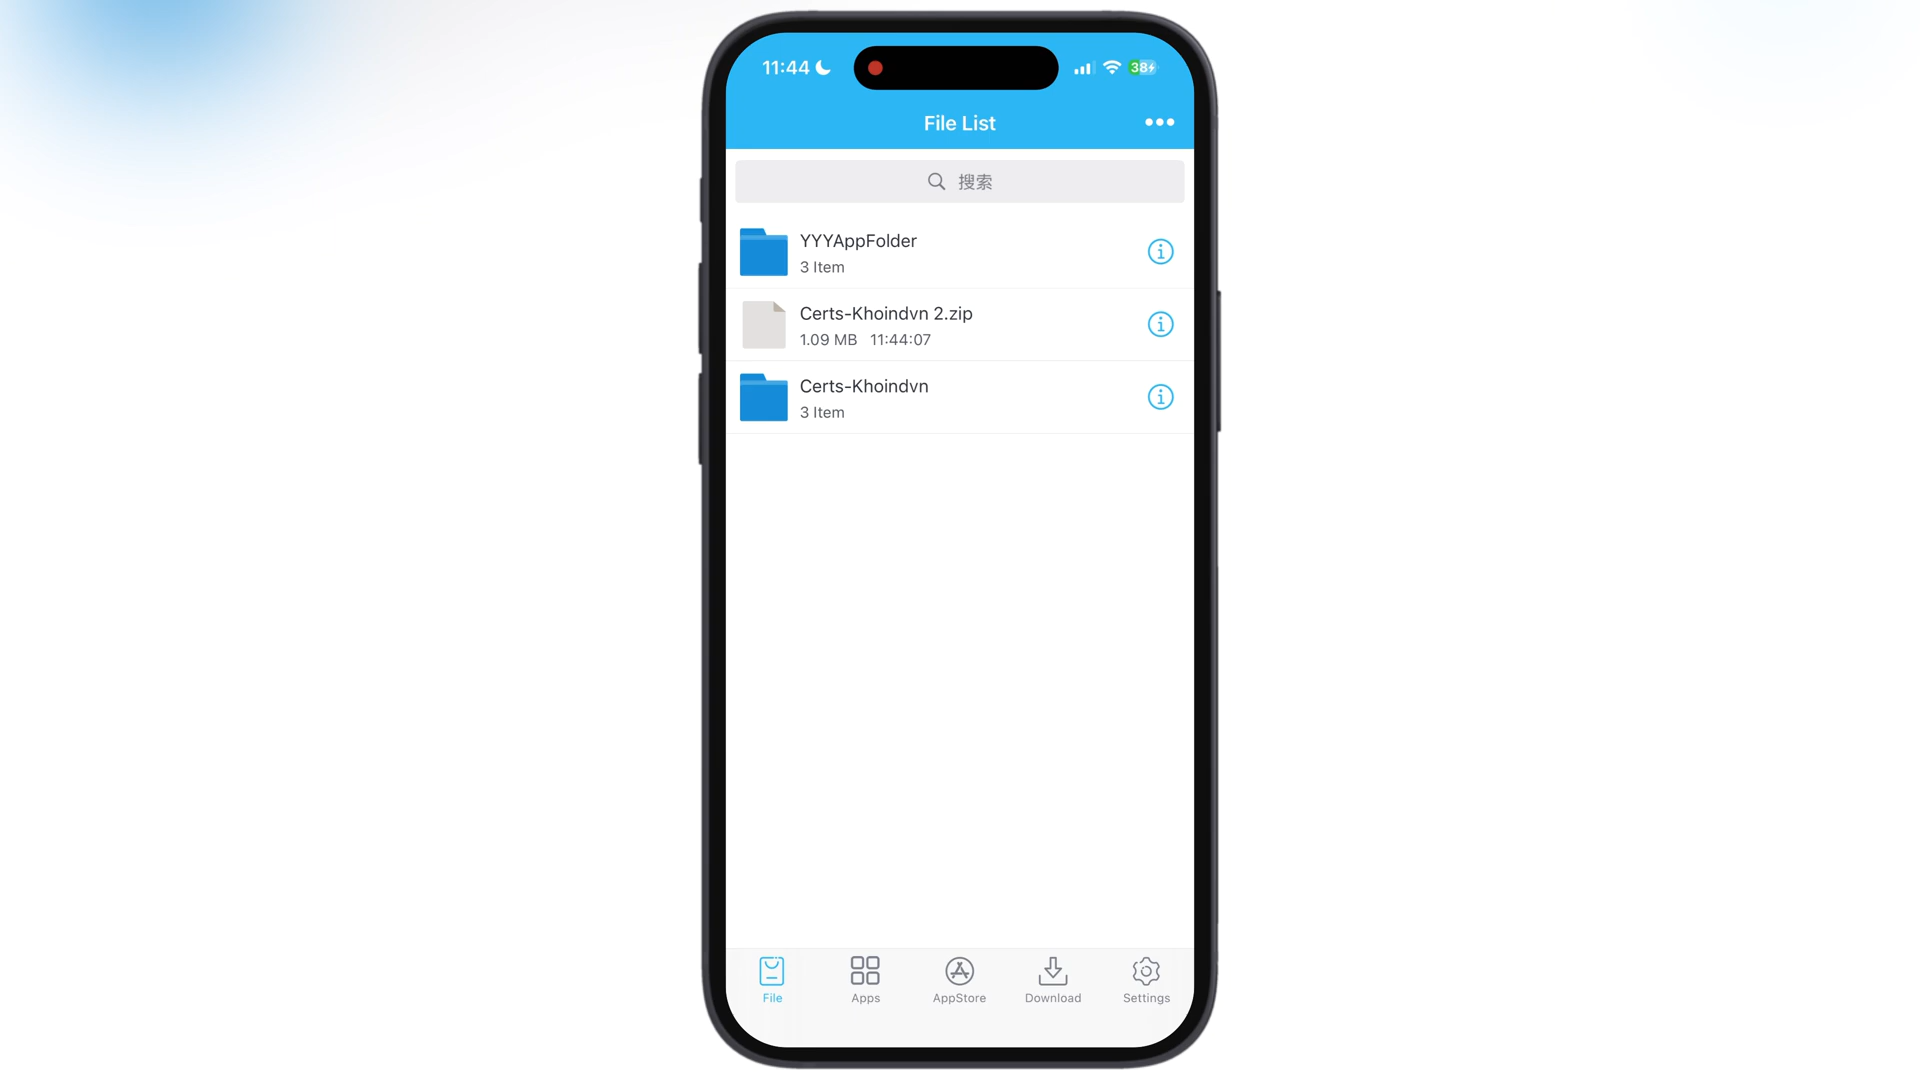 11:44
38
File List
搜索
YYYAppFolder
3 Item
Certs-Khoindvn 2.zip
1.09 MB 11:44:07
Certs-Khoindvn
3 Item
File Apps AppStore Download Settings